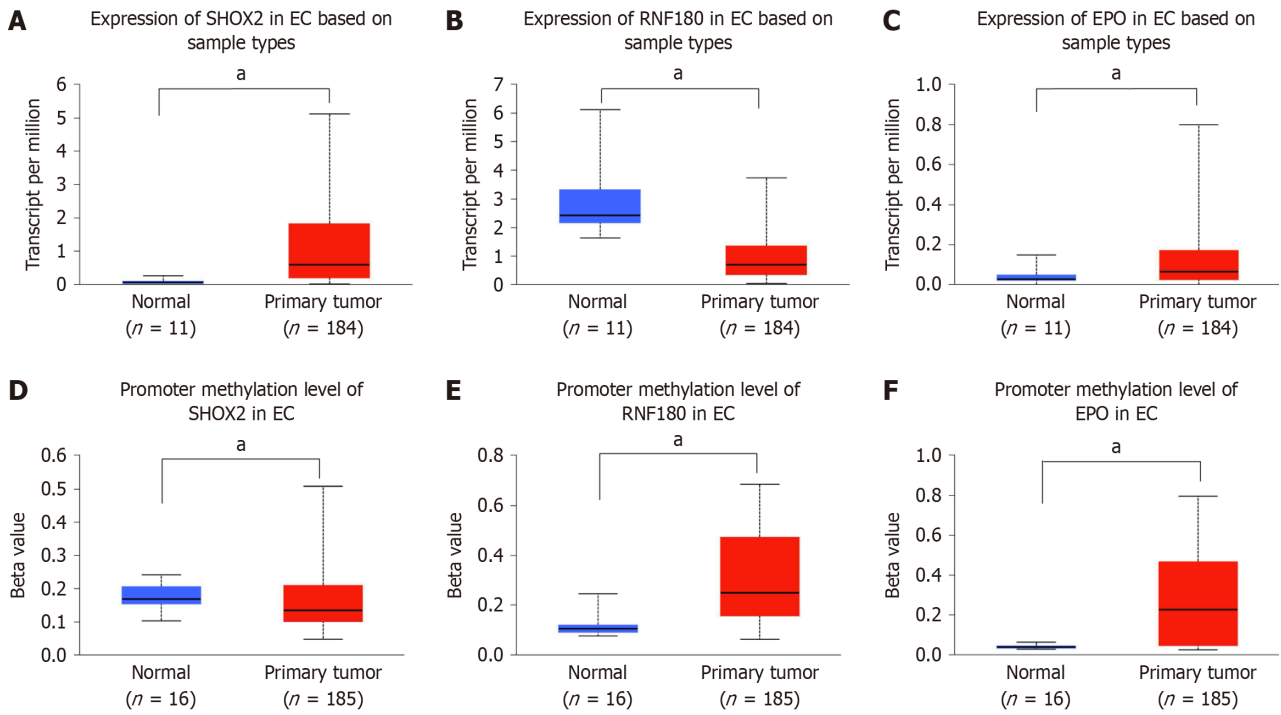 A
Expression of SHOX2 in EC based on
sample types
a
Transcript per million
6
5
4
3
2
1
0
Normal
(n = 11)
Primary tumor
(n = 184)
B
Expression of RNF180 in EC based on
sample types
a
Transcript per million
7
6
5
4
3
2
1
0
Normal
(n = 11)
Primary tumor
(n = 184)
C
Expression of EPO in EC based on
sample types
a
Transcript per million
1.0
0.8
0.6
0.4
0.2
0.0
Normal
(n = 11)
Primary tumor
(n = 184)
D
Promoter methylation level of
SHOX2 in EC
a
Beta value
0.6
0.5
0.4
0.3
0.2
0.1
0.0
Normal
(n = 16)
Primary tumor
(n = 185)
E
Promoter methylation level of
RNF180 in EC
a
Beta value
0.8
0.6
0.4
0.2
0.0
Normal
(n = 16)
Primary tumor
(n = 185)
F
Promoter methylation level of
EPO in EC
a
Beta value
1.0
0.8
0.6
0.4
0.2
0.0
Normal
(n = 16)
Primary tumor
(n = 185)